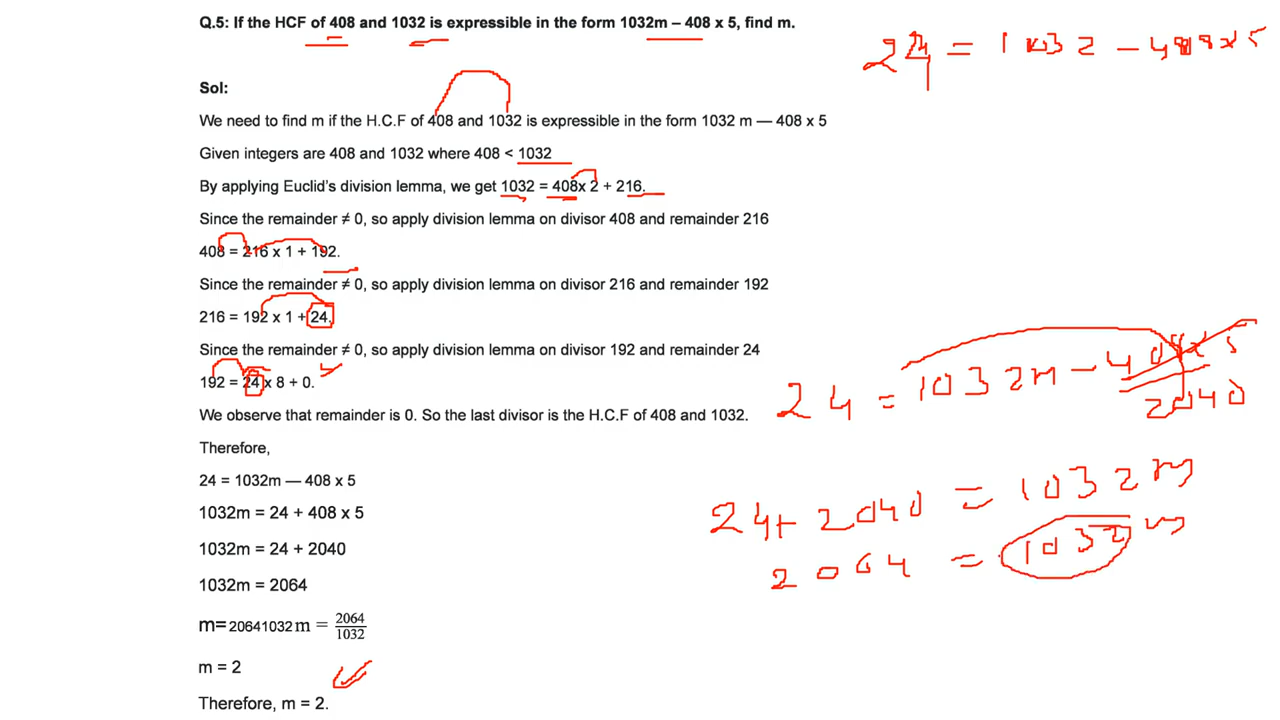 Q.5: If the HCF of 408 and 1032 is expressible in the form 1032m – 408 x 5, find m.
24 = 1032 – 408x5
Sol:
We need to find m if the H.C.F of 408 and 1032 is expressible in the form 1032 m — 408 x 5
Given integers are 408 and 1032 where 408 < 1032
By applying Euclid's division lemma, we get 1032 = 408x 2 + 216.
Since the remainder ≠ 0, so apply division lemma on divisor 408 and remainder 216
408 = 216 x 1 + 192.
Since the remainder ≠ 0, so apply division lemma on divisor 216 and remainder 192
216 = 192 x 1 + 24.
Since the remainder ≠ 0, so apply division lemma on divisor 192 and remainder 24
192 = 24 x 8 + 0.
We observe that remainder is 0. So the last divisor is the H.C.F of 408 and 1032.
Therefore,
24 = 1032m — 408 x 5
1032m = 24 + 408 x 5
1032m = 24 + 2040
1032m = 2064
m= 20641032 m = 2064/1032
m = 2
Therefore, m = 2.
24 = 1032m – 408x5
2040
24+ 2040 = 1032m
2064 = 1032m